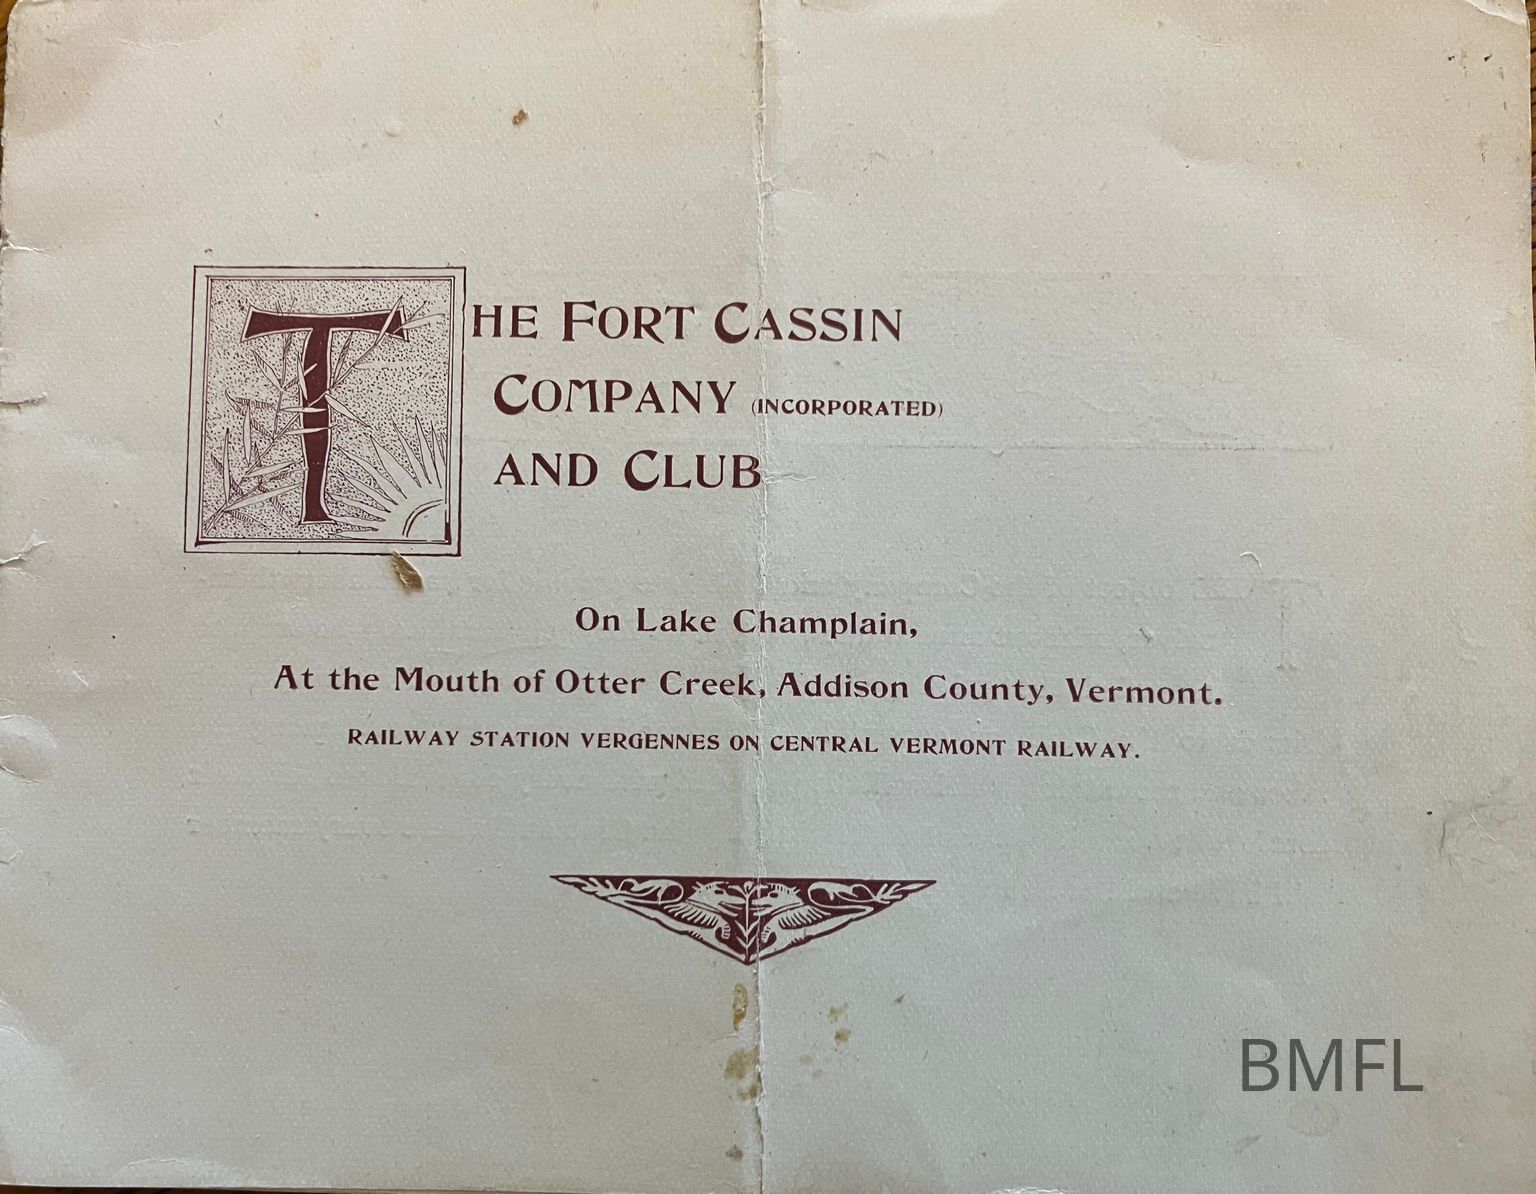 THE FORT CASSIN
COMPANY (INCORPORATED)
AND CLUB
On Lake Champlain,
At the Mouth of Otter Creek, Addison County, Vermont.
RAILWAY STATION VERGENNES ON CENTRAL VERMONT RAILWAY.
BMFL